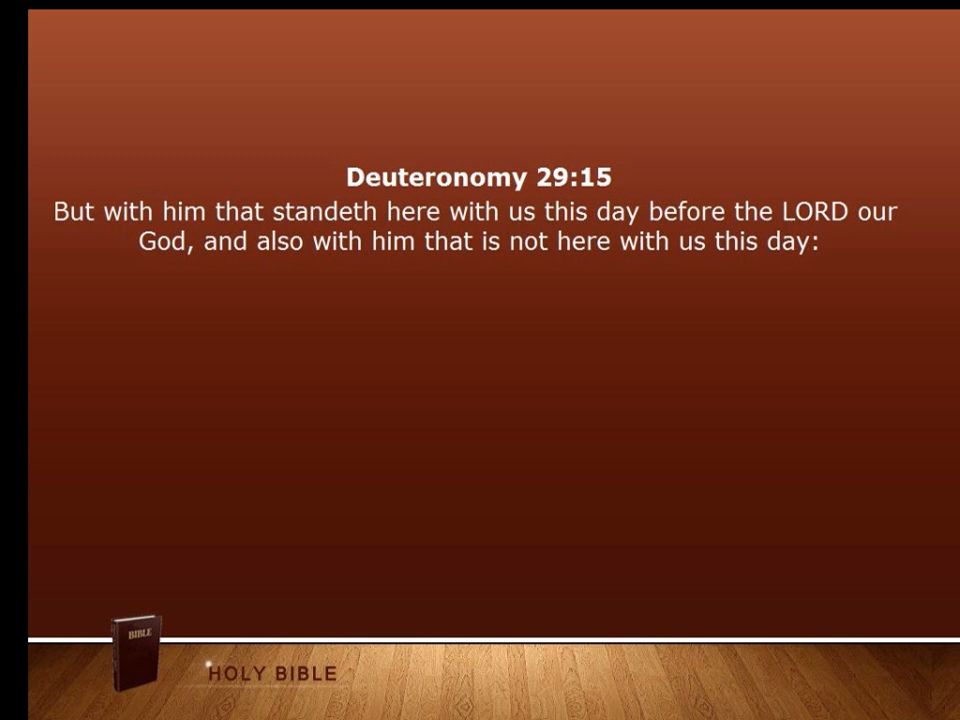 Deuteronomy 29:15
But with him that standeth here with us this day before the LORD our
God, and also with him that is not here with us this day:
BIBLE
HOLY BIBLE